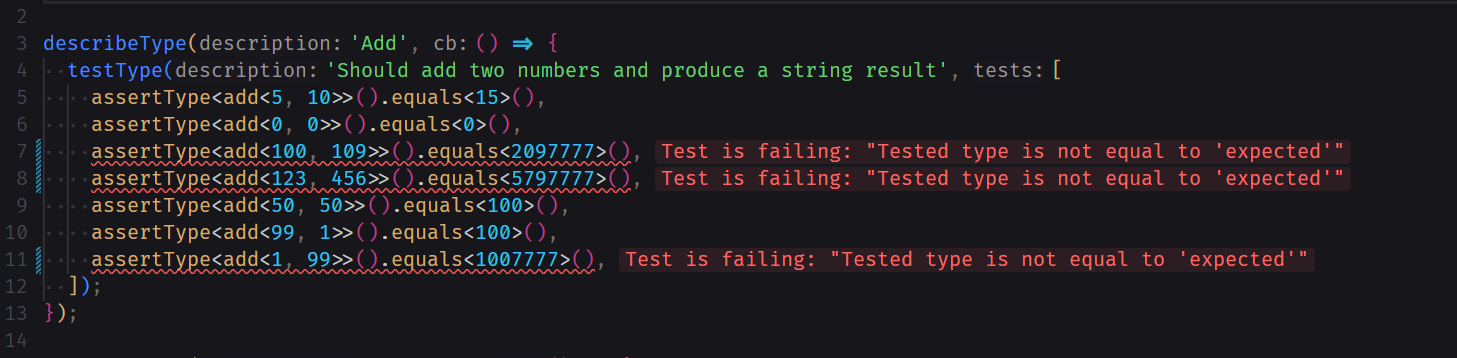 2
3 describeType(description: 'Add', cb: () => {
4 testType(description: 'Should add two numbers and produce a string result', tests: [
5 assertType<add<5, 10>>().equals<15>(),
6 assertType<add<0, 0>>().equals<0>(),
7 assertType<add<100, 109>>().equals<2097777>(), Test is failing: "Tested type is not equal to 'expected'"
8 assertType<add<123, 456>>().equals<5797777>(), Test is failing: "Tested type is not equal to 'expected'"
9 assertType<add<50, 50>>().equals<100>(),
10 assertType<add<99, 1>>().equals<100>(),
11 assertType<add<1, 99>>().equals<1007777>(), Test is failing: "Tested type is not equal to 'expected'"
12 ]);
13 });
14